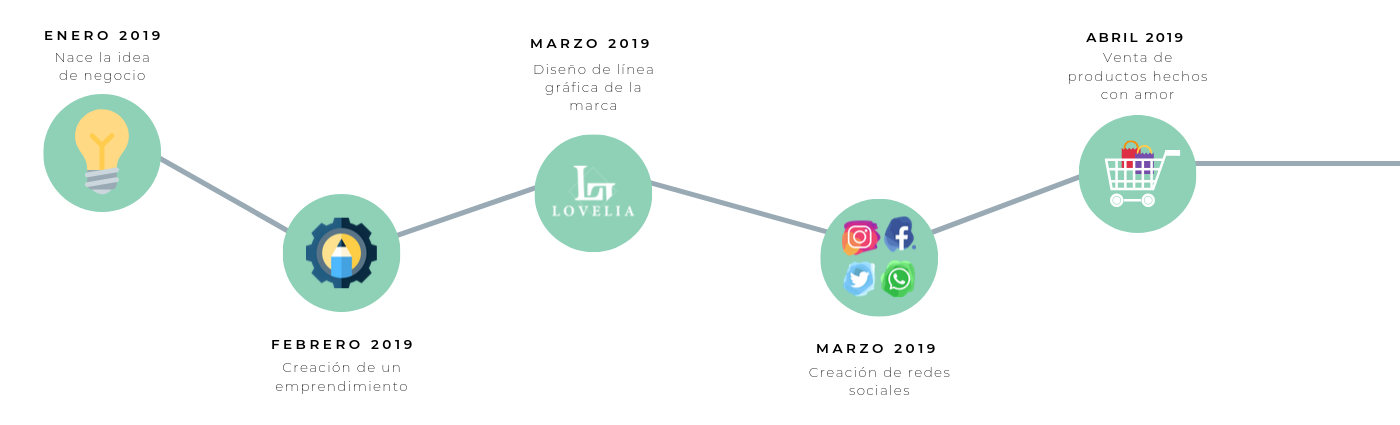 ENERO 2019
Nace la idea
de negocio
FEBRERO 2019
Creación de un
emprendimiento
MARZO 2019
Diseño de línea
gráfica de la
marca
LOVELIA
MARZO 2019
Creación de redes
sociales
ABRIL 2019
Venta de
productos hechos
con amor